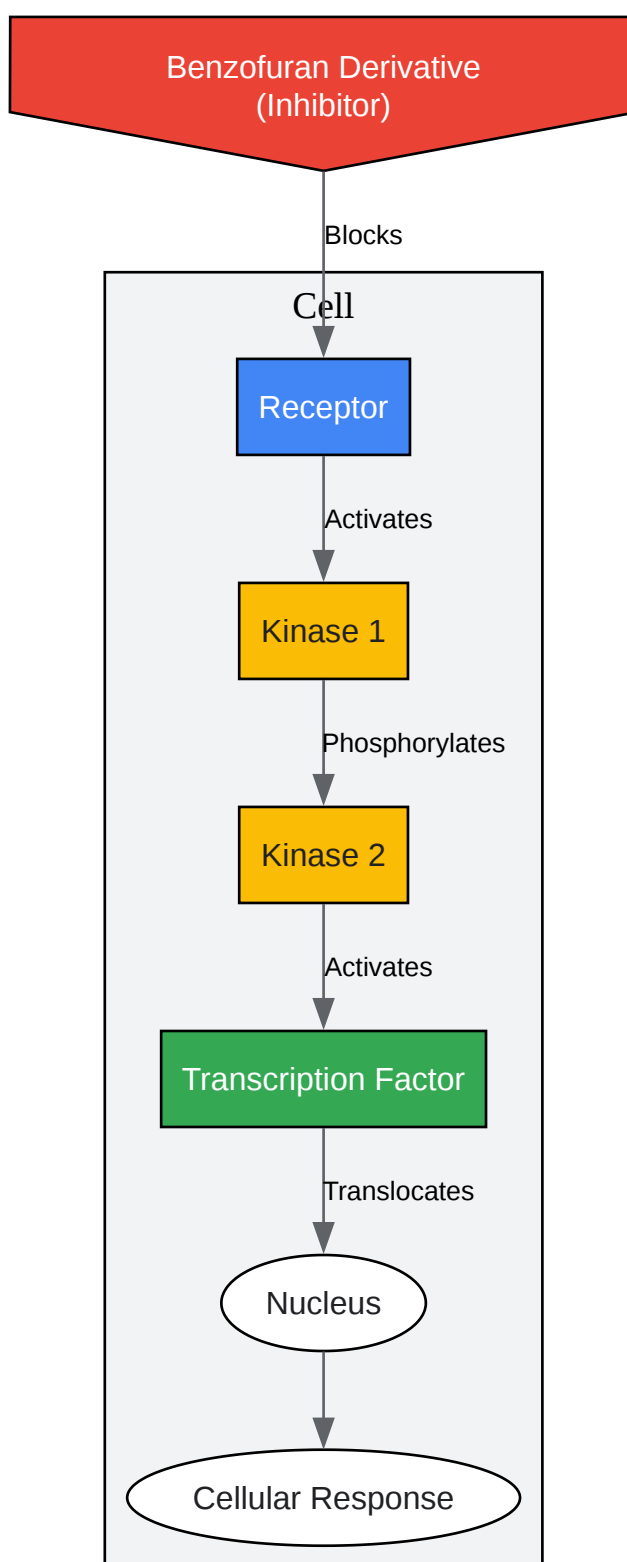 Benzofuran Derivative
(Inhibitor)
Blocks
Cell
Receptor
Activates
Kinase 1
Phosphorylates
Kinase 2
Activates
Transcription Factor
Translocates
Nucleus
Cellular Response